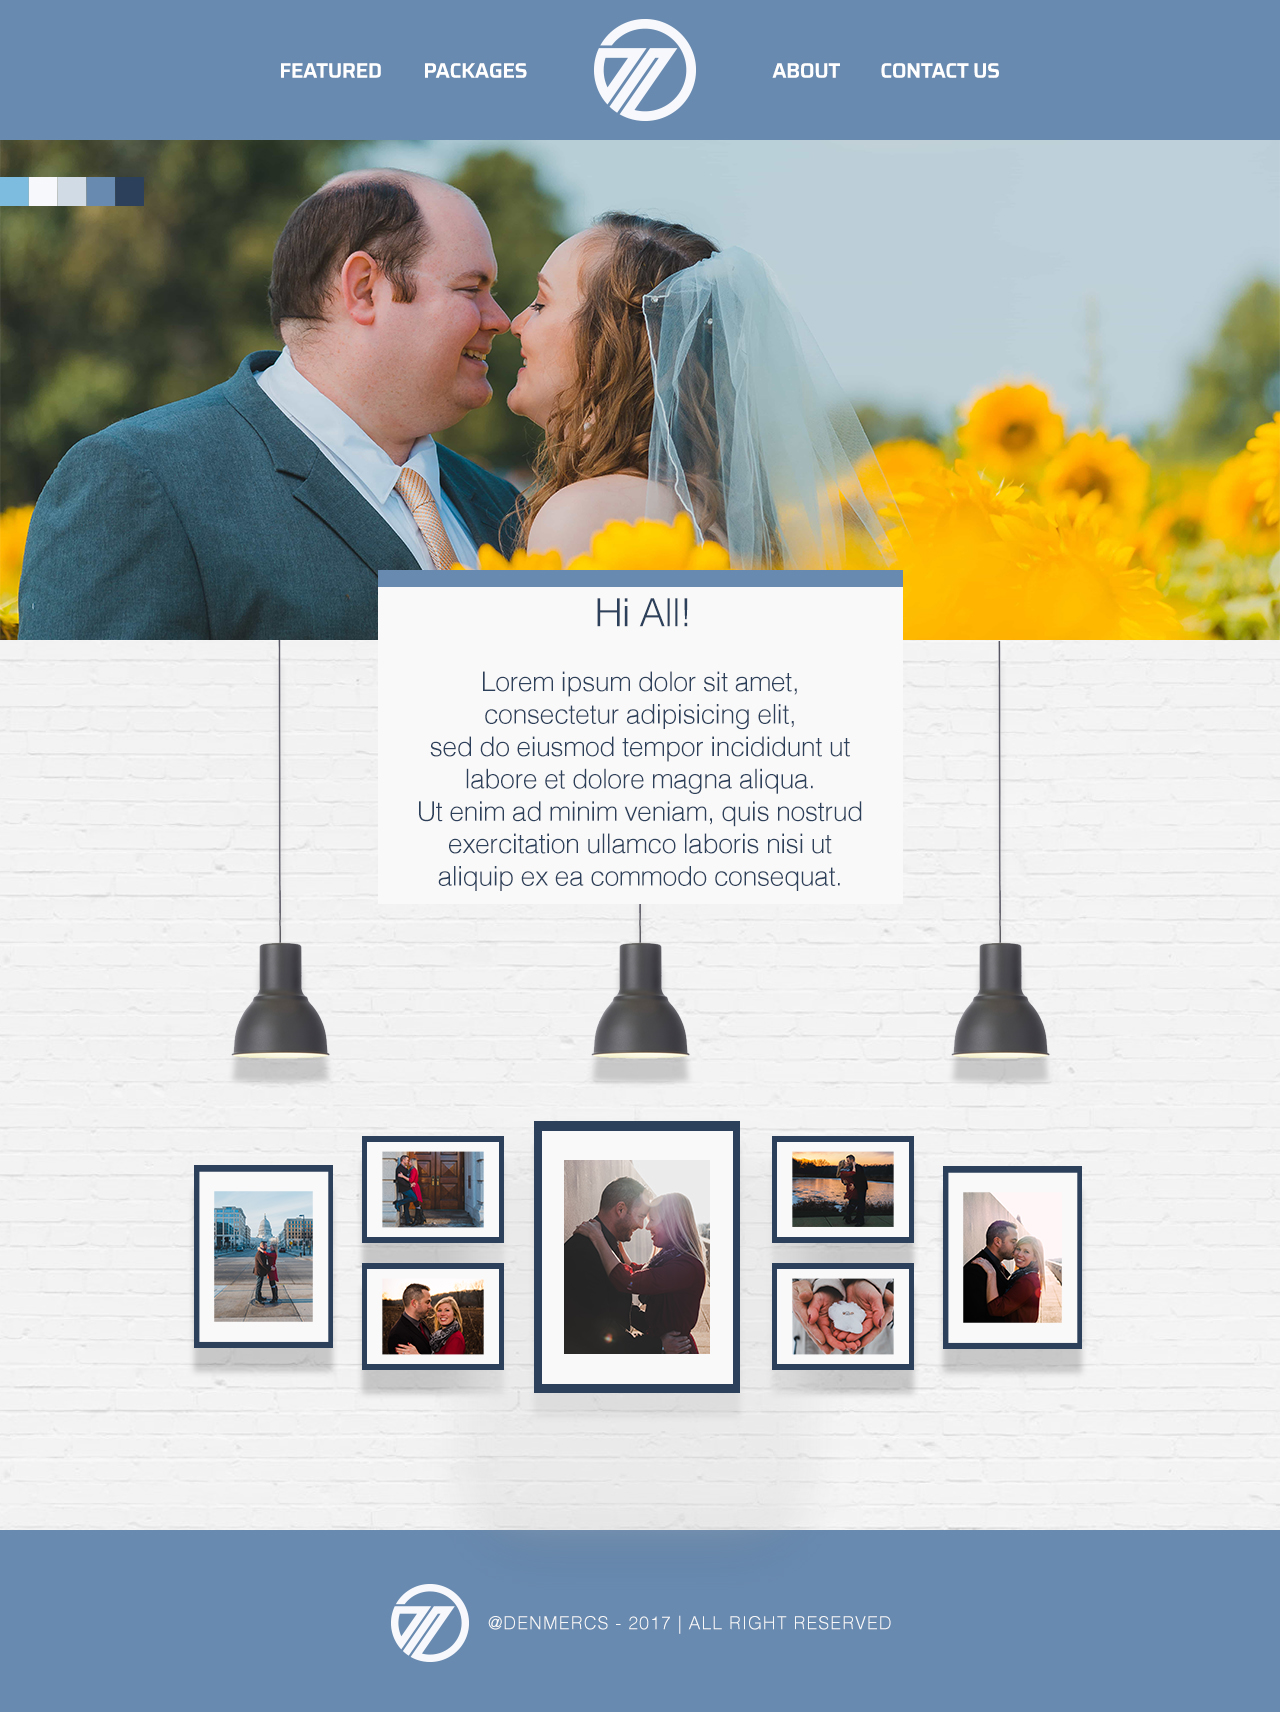 FEATURED PACKAGES ABOUT CONTACT US
Hi All!
Lorem ipsum dolor sit amet,
consectetur adipisicing elit,
sed do eiusmod tempor incididunt ut
labore et dolore magna aliqua.
Ut enim ad minim veniam, quis nostrud
exercitation ullamco laboris nisi ut
aliquip ex ea commodo consequat.
@DENMERCS - 2017 | ALL RIGHT RESERVED